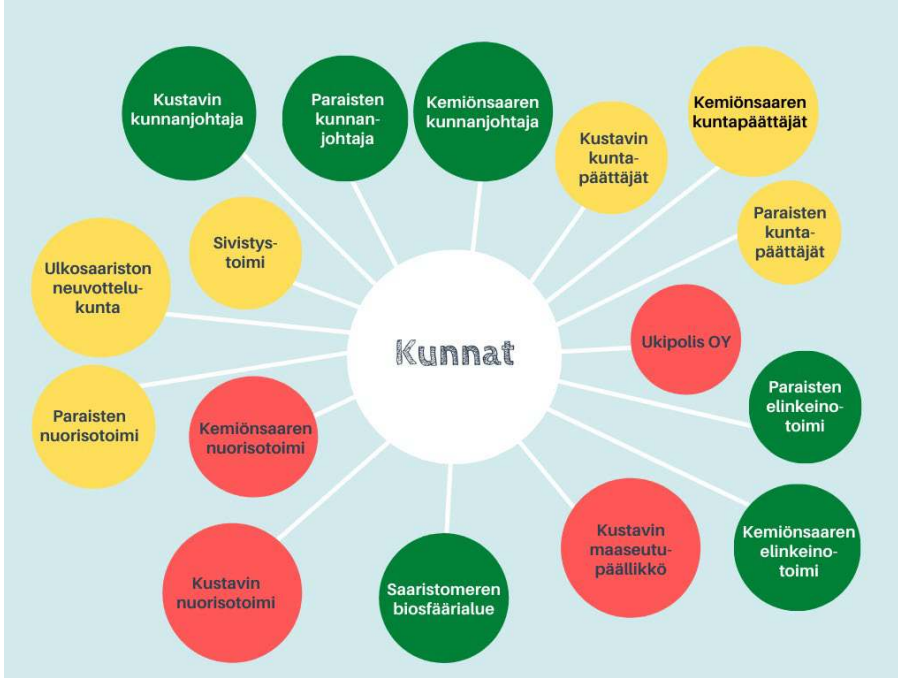 Kustavin
kunnanjohtaja
Paraisten
kunnan-
johtaja
Kemiönsaaren
kunnanjohtaja
Kustavin
kunta-
päättäjät
Kemiönsaaren
kuntapäättäjät
Paraisten
kunta-
päättäjät
Sivistys-
toimi
Ulkosaariston
neuvottelu-
kunta
Kunnat
Ukipolis OY
Paraisten
nuorisotoimi
Kemiönsaaren
nuorisotoimi
Paraisten
elinkeino-
toimi
Kustavin
nuorisotoimi
Saaristomeren
biosfäärialue
Kustavin
maaseutu-
päällikkö
Kemiönsaaren
elinkeino-
toimi